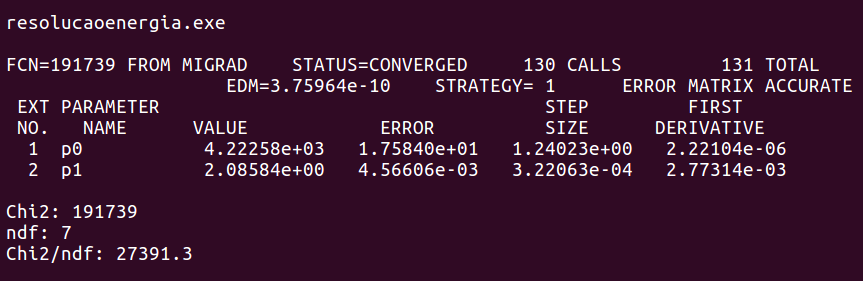 resolucaoenergia.exe
FCN=191739 FROM MIGRAD    STATUS=CONVERGED     130 CALLS         131 TOTAL
EDM=3.75964e-10    STRATEGY= 1      ERROR MATRIX ACCURATE
EXT PARAMETER                                   STEP         FIRST
NO.   NAME      VALUE            ERROR          SIZE      DERIVATIVE
1  p0           4.22258e+03   1.75840e+01   1.24023e+00   2.22104e-06
2  p1           2.08584e+00   4.56606e-03   3.22063e-04   2.77314e-03
Chi2: 191739
ndf: 7
Chi2/ndf: 27391.3